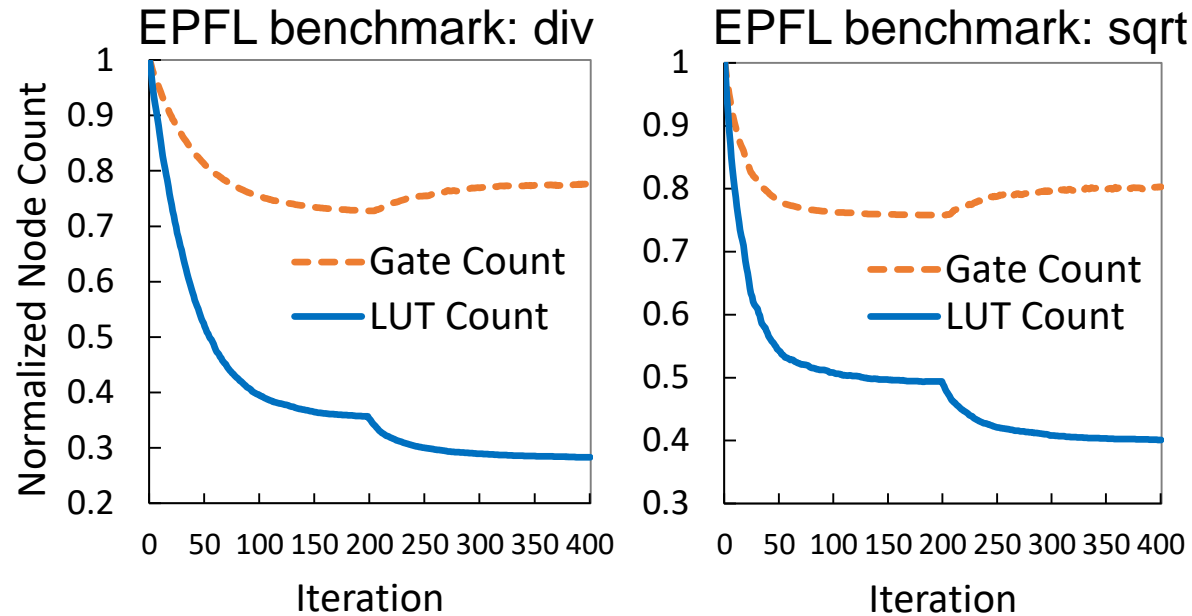 EPFL benchmark: div
Normalized Node Count
1
0.9
0.8
0.7
0.6
0.5
0.4
0.3
0.2
Gate Count
LUT Count
0 50 100 150 200 250 300 350 400
Iteration
EPFL benchmark: sqrt
1
0.9
0.8
0.7
0.6
0.5
0.4
0.3
Gate Count
LUT Count
0 50 100 150 200 250 300 350 400
Iteration